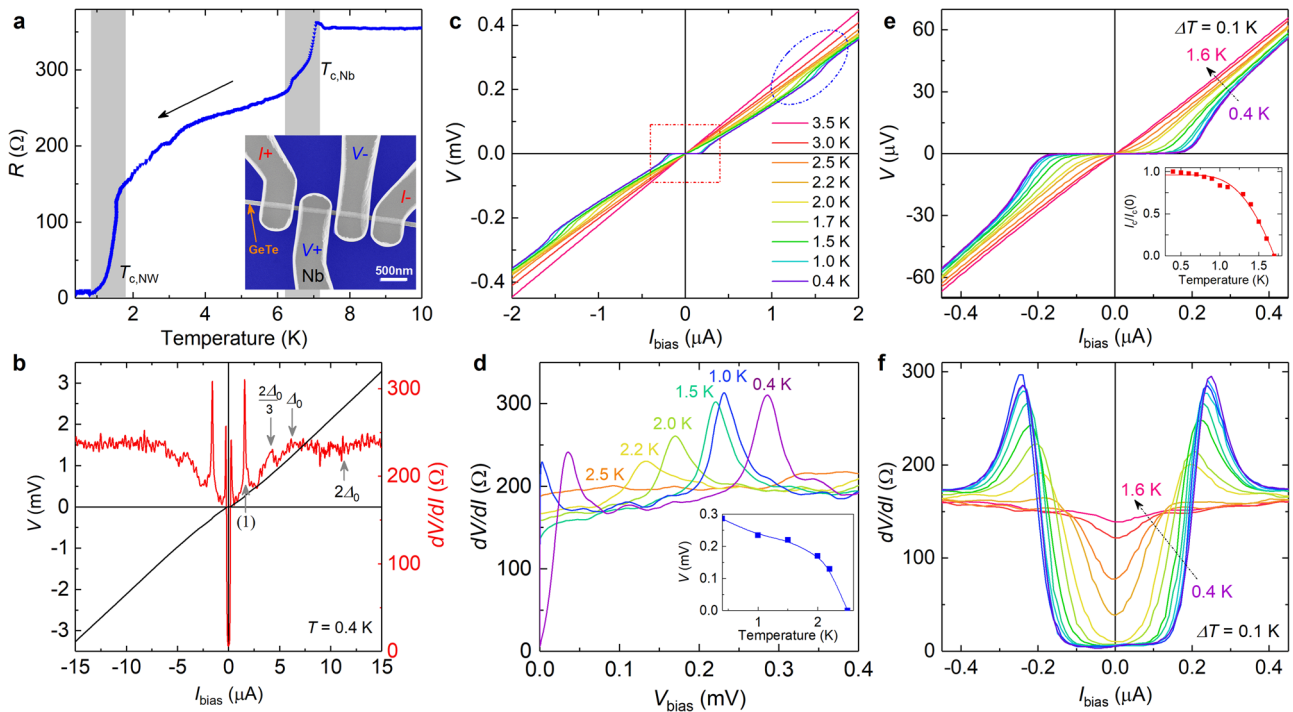 a
R (Ω)
400
300
200
100
0
T_c,Nb
T_c,NW
I+
V-
I-
V+
Nb
GeTe
500nm
2
4
6
8
10
Temperature (K)
b
V (mV)
3
2
1
0
-1
-2
-3
2Δ₀
3
Δ₀
2Δ₀
(1)
T = 0.4 K
300
200
100
0
dV/dI (Ω)
-15
-10
-5
0
5
10
15
I_bias (μA)
c
V (mV)
0.4
0.2
0.0
-0.2
-0.4
3.5 K
3.0 K
2.5 K
2.2 K
2.0 K
1.7 K
1.5 K
1.0 K
0.4 K
-2
-1
0
1
2
I_bias (μA)
d
dV/dI (Ω)
300
200
100
0
1.0 K
0.4 K
1.5 K
2.0 K
2.2 K
2.5 K
V (mV)
0.3
0.2
0.1
0.0
1
2
Temperature (K)
0.0
0.1
0.2
0.3
0.4
V_bias (mV)
e
V (μV)
60
30
0
-30
-60
ΔT = 0.1 K
1.6 K
0.4 K
I_c/I_c(0)
1.0
0.5
0.0
0.5
1.0
1.5
Temperature (K)
-0.4
-0.2
0.0
0.2
0.4
I_bias (μA)
f
dV/dI (Ω)
300
200
100
0
1.6 K
0.4 K
ΔT = 0.1 K
-0.4
-0.2
0.0
0.2
0.4
I_bias (μA)